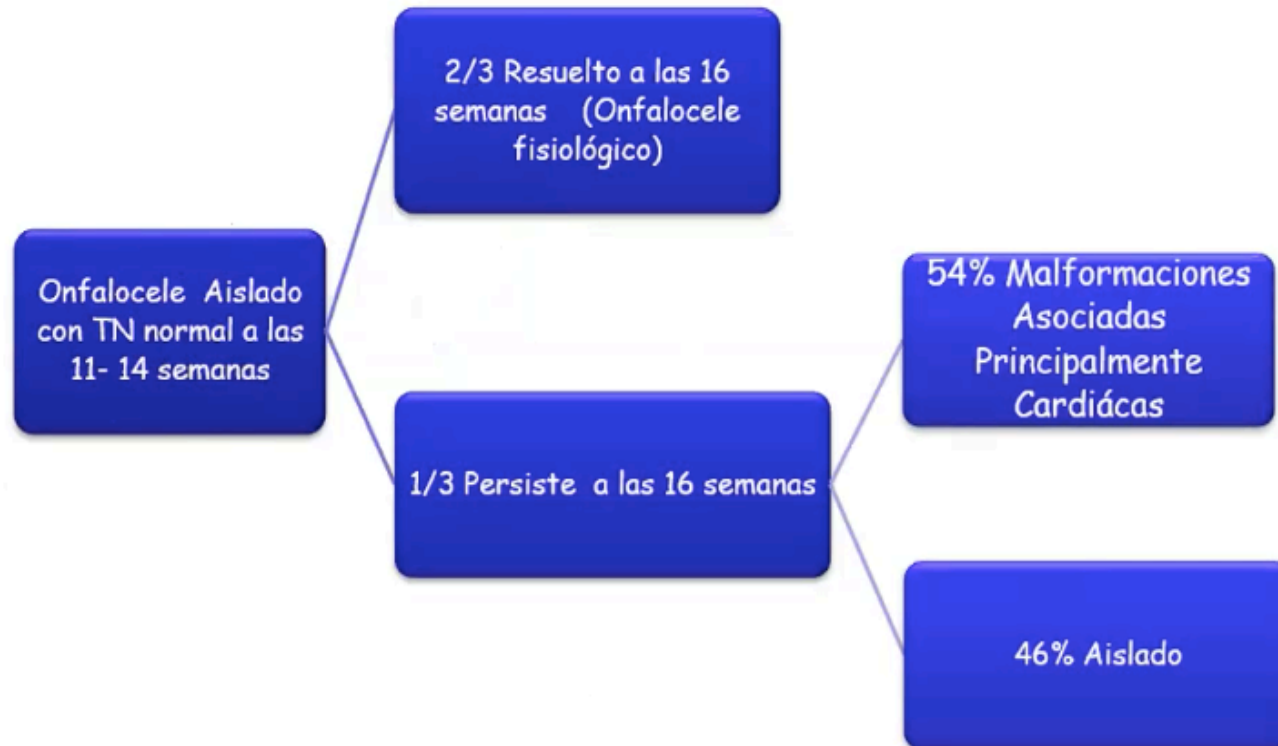 2/3 Resuelto a las 16
semanas (Onfalocele
fisiológico)
Onfalocele Aislado
con TN normal a las
11- 14 semanas
54% Malformaciones
Asociadas
Principalmente
Cardiácas
1/3 Persiste a las 16 semanas
46% Aislado